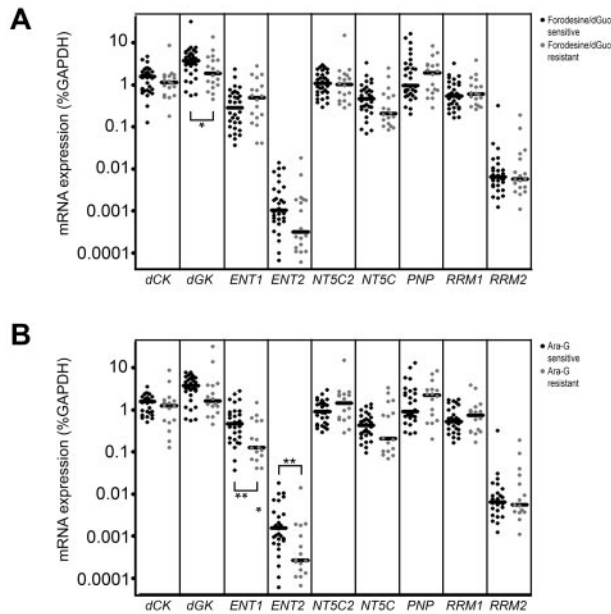 A
mRNA expression (%GAPDH)
10
1
0.1
0.01
0.001
0.0001
*
dCK dGK ENT1 ENT2 NT5C2 NT5C PNP RRM1 RRM2
Forodesine/dGuo
sensitive
Forodesine/dGuo
resistant
B
mRNA expression (%GAPDH)
10
1
0.1
0.01
0.001
0.0001
**
**
*
dCK dGK ENT1 ENT2 NT5C2 NT5C PNP RRM1 RRM2
Ara-G
sensitive
Ara-G
resistant